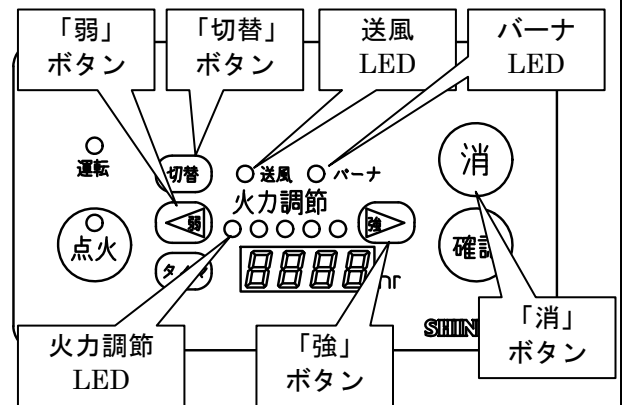 「弱」
ボタン
「切替」
ボタン
送風
LED
バーナ
LED
運転
切替
送風
バーナ
消
火力調節
点火
弱
強
8888
火力調節
LED
「強」
ボタン
「消」
ボタン